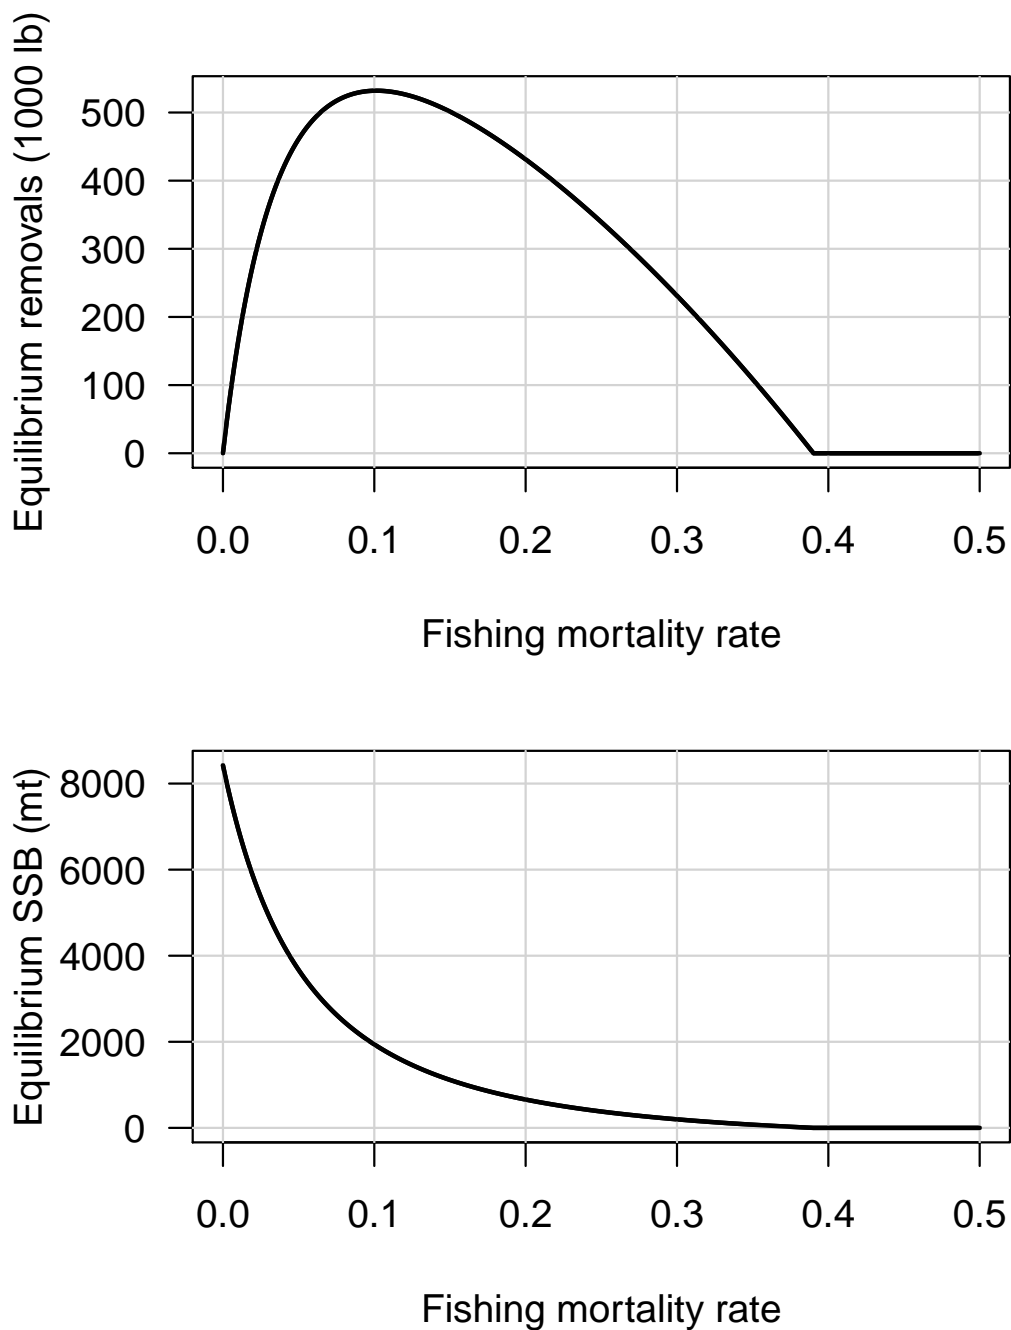 Equilibrium removals (1000 lb)
500
400
300
200
100
0
0.0 0.1 0.2 0.3 0.4 0.5
Fishing mortality rate
Equilibrium SSB (mt)
8000
6000
4000
2000
0
0.0 0.1 0.2 0.3 0.4 0.5
Fishing mortality rate